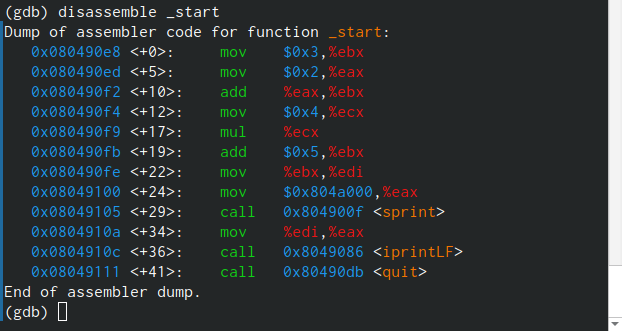 (gdb) disassemble _start
Dump of assembler code for function _start:
   0x080490e8 <+0>:     mov    $0x3,%ebx
   0x080490ed <+5>:     mov    $0x2,%eax
   0x080490f2 <+10>:    add    %eax,%ebx
   0x080490f4 <+12>:    mov    $0x4,%ecx
   0x080490f9 <+17>:    mul    %ecx
   0x080490fb <+19>:    add    $0x5,%ebx
   0x080490fe <+22>:    mov    %ebx,%edi
   0x08049100 <+24>:    mov    $0x804a000,%eax
   0x08049105 <+29>:    call   0x804900f <sprint>
   0x0804910a <+34>:    mov    %edi,%eax
   0x0804910c <+36>:    call   0x8049086 <iprintLF>
   0x08049111 <+41>:    call   0x80490db <quit>
End of assembler dump.
(gdb)